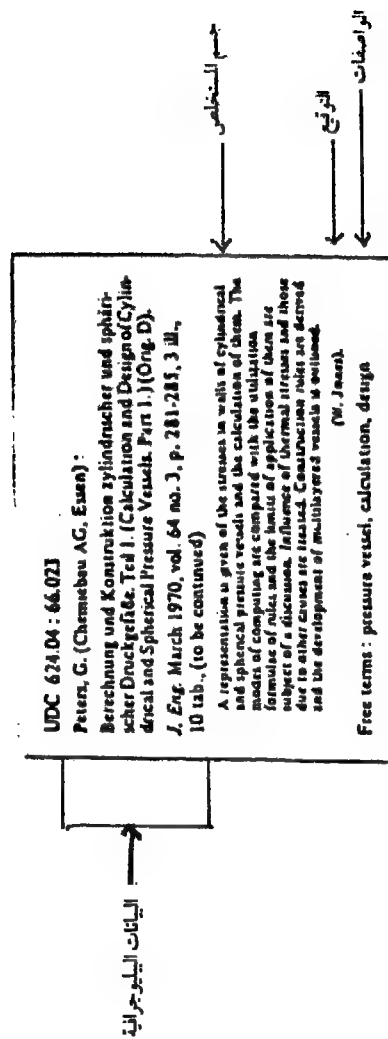 البيانات الببليوجرافية
UDC 624.04 : 66.023
Peters, G. (Chemiebau AG, Essen) :
Berechnung und Konstruktion zylindrischer und sphäri-
scher Druckgefäße. Teil 1. (Calculation and Design of Cylin-
drical and Spherical Pressure Vessels. Part 1.) (Orig. D).
J. Eng. March 1970, vol. 64 no. 3, p. 281-285, 3 ill.,
10 tab., (to be continued)
A representation is given of the stresses in walls of cylindrical
and spherical pressure vessels and the calculation of them. The
modes of computing are compared with the utilization
formulae of rules and the limits of application of them are
subject of a discussion. Influence of thermal stresses and those
due to other causes are treated. Construction rules are derived
and the development of multilayered vessels is outlined.
(W. Jansen).
Free terms : pressure vessel, calculation, design
جسم المستخلص
التوقيع
الواصفات